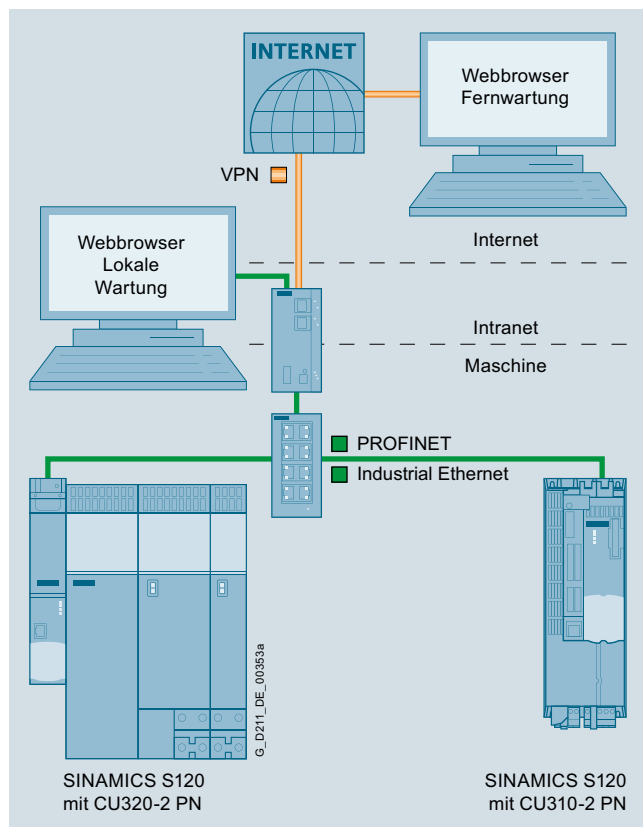 INTERNET
Webbrowser
Fernwartung
VPN
Webbrowser
Lokale
Wartung
Internet
Intranet
Maschine
PROFINET
Industrial Ethernet
G_D211_DE_00353a
SINAMICS S120
mit CU320-2 PN
SINAMICS S120
mit CU310-2 PN